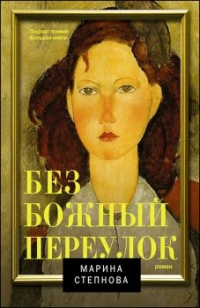 Лауреат премии
«Большая книга»
БЕЗ
БОЖНЫЙ
ПЕРЕУЛОК
МАРИНА
СТЕПНОВА
роман